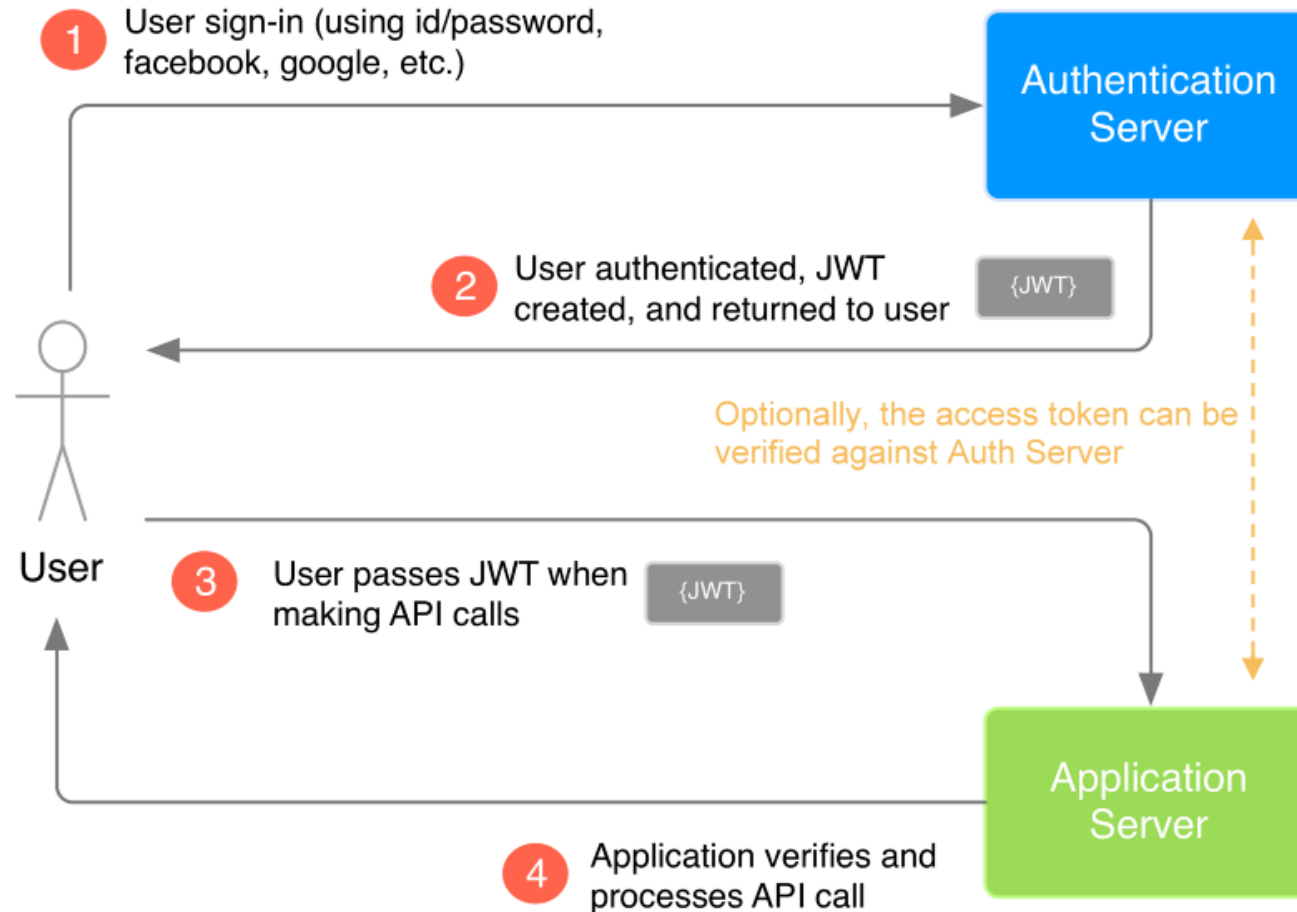 1
User sign-in (using id/password,
facebook, google, etc.)
Authentication
Server
2
User authenticated, JWT
created, and returned to user
{JWT}
Optionally, the access token can be
verified against Auth Server
User
3
User passes JWT when
making API calls
{JWT}
Application
Server
4
Application verifies and
processes API call